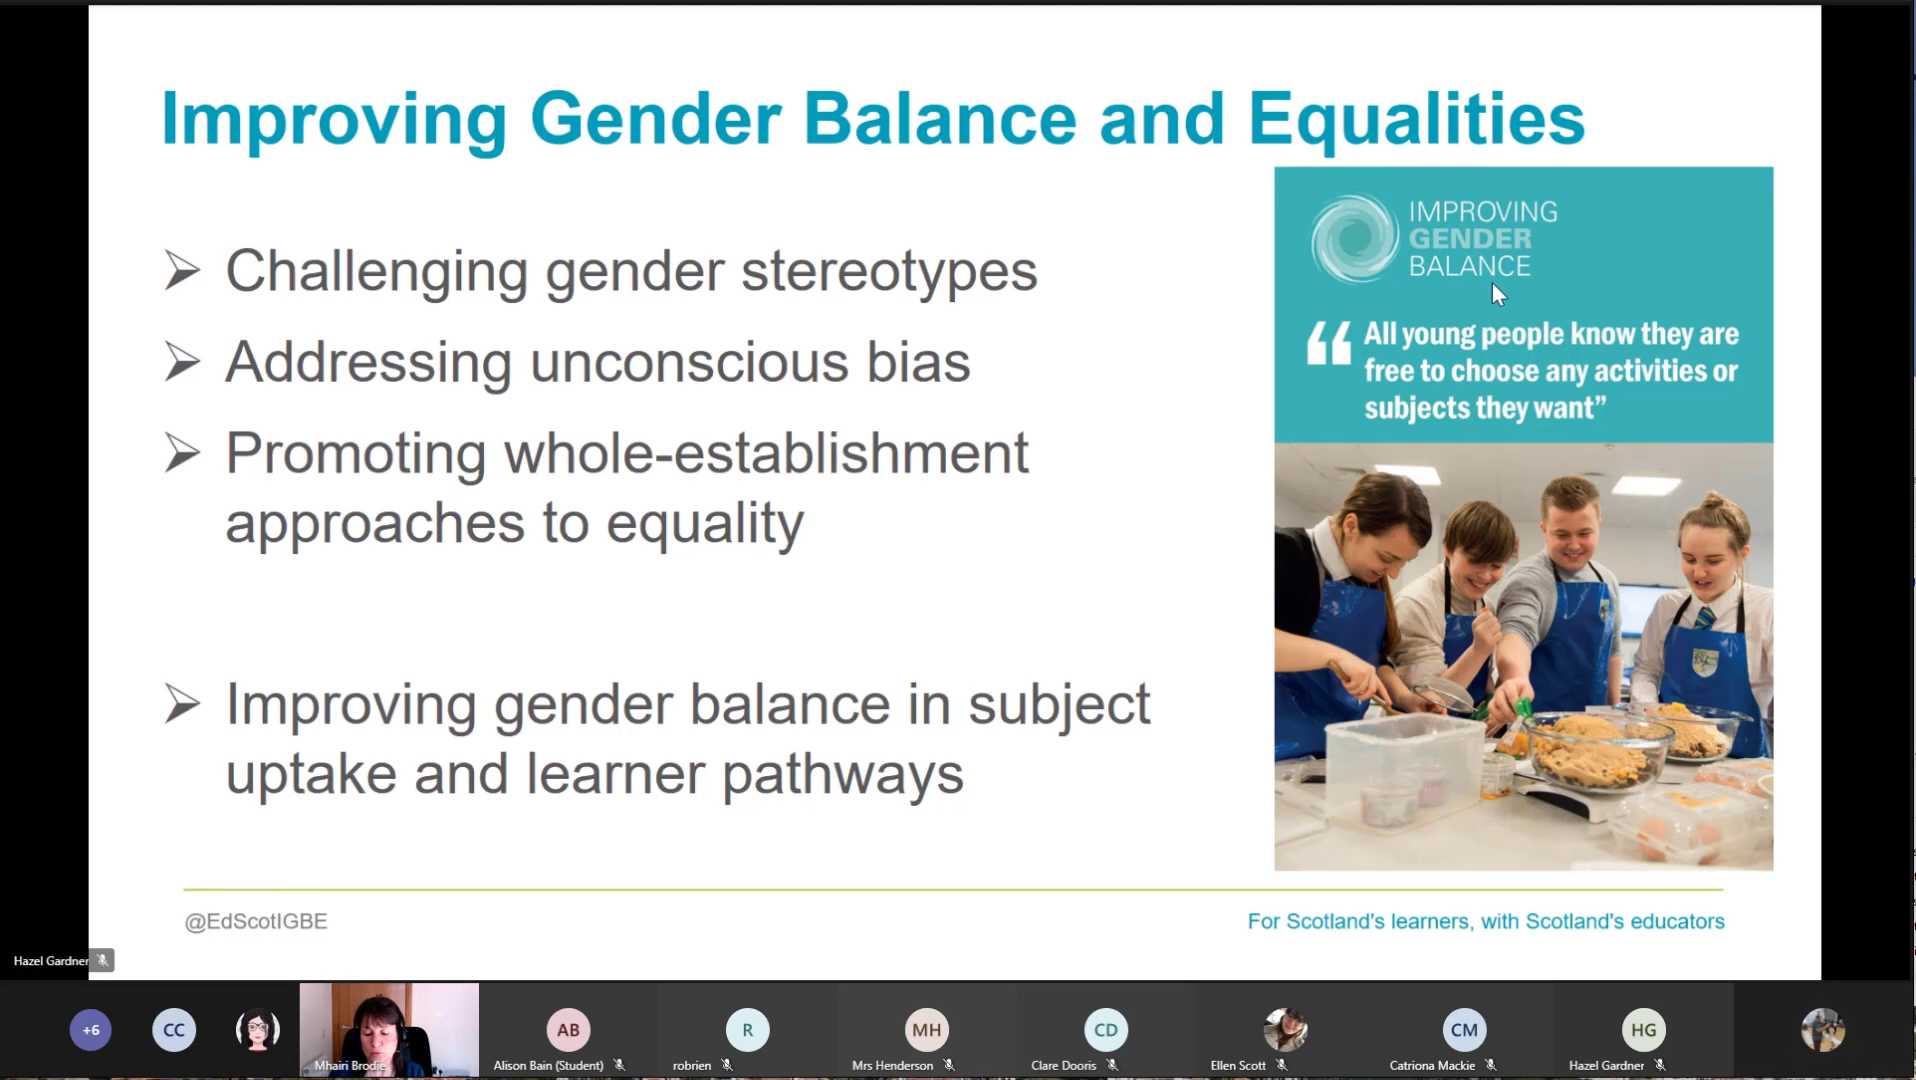 Improving Gender Balance and Equalities
IMPROVING
GENDER
BALANCE
Challenging gender stereotypes
“ All young people know they are
free to choose any activities or
subjects they want”
Addressing unconscious bias
Promoting whole-establishment
approaches to equality
Improving gender balance in subject
uptake and learner pathways
@EdScotIGBE
For Scotland's learners, with Scotland's educators
Hazel Gardner
+6
CC
Mhairi Brodie
AB
Alison Bain (Student)
R
robrien
MH
Mrs Henderson
CD
Clare Dooris
Ellen Scott
CM
Catriona Mackie
HG
Hazel Gardner